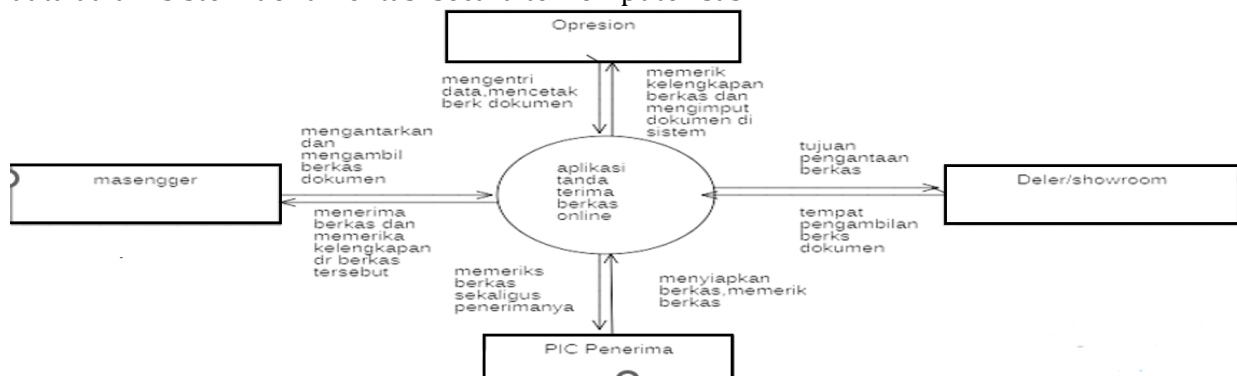 Opresion
mengentri
data,mencetak
berk dokumen
memerik
kelengkapan
berkas dan
mengimput
dokumen di
sistem
mengantarkan
dan
mengambil
berkas
dokumen
masengger
menerima
berkas dan
memerika
kelengkapan
dr berkas
tersebut
aplikasi
tanda
terima
berkas
online
tujuan
pengantaan
berkas
Deler/showroom
tempat
pengambilan
berks
dokumen
memeriks
berkas
sekaligus
penerimanya
menyiapkan
berkas,memerik
berkas
PIC Penerima